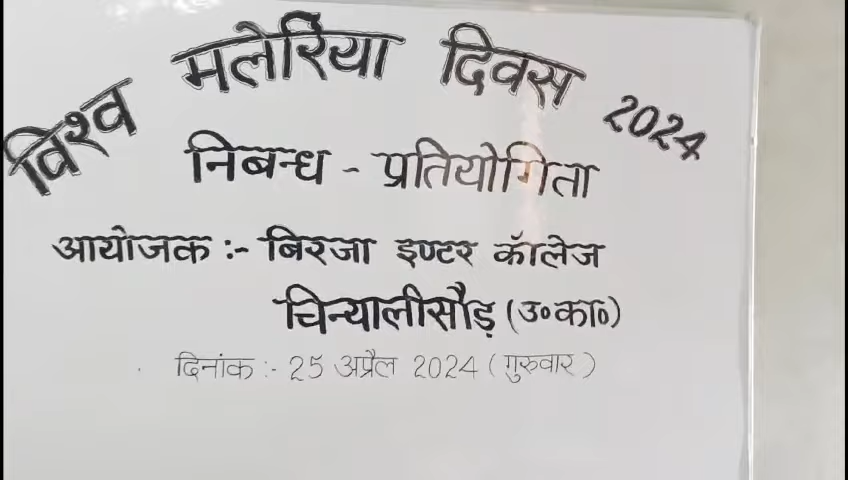 विश्व मलेरिया दिवस 2024
निबन्ध - प्रतियोगिता
आयोजक :- बिरजा इण्टर कॉलेज
चिन्यालीसौड़ (उ०का०)
दिनांक :- 25 अप्रैल 2024 (गुरुवार)